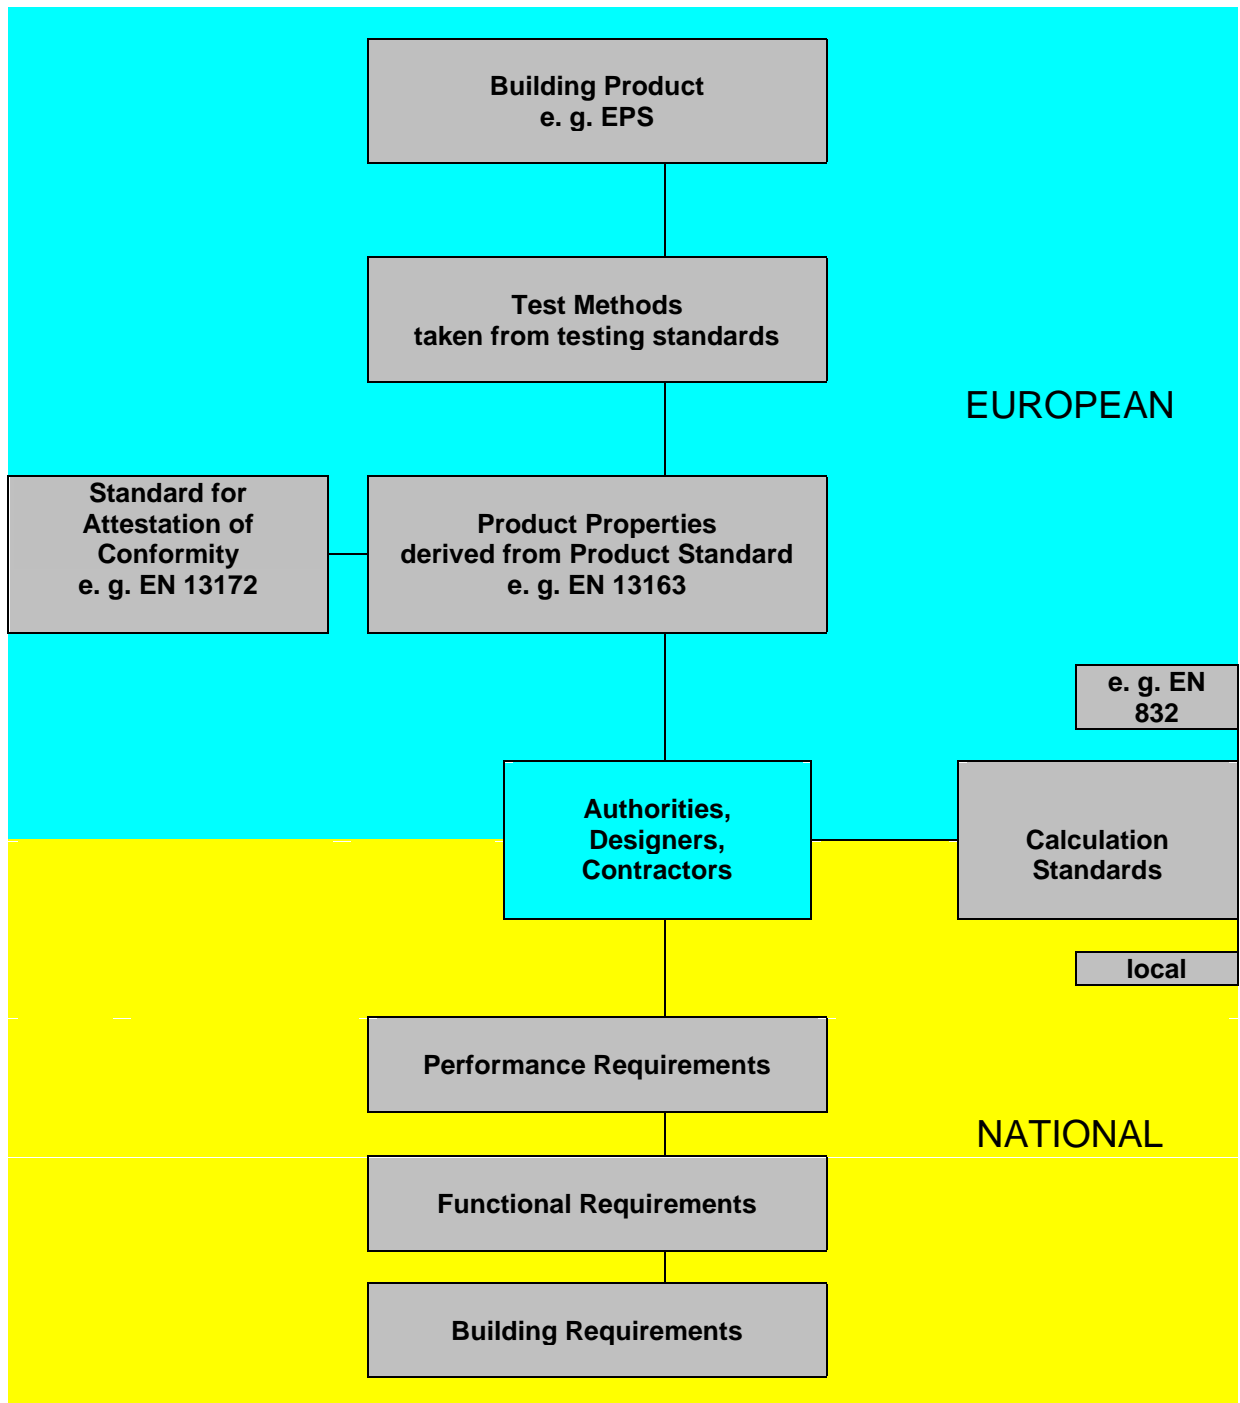 Building Product
e. g. EPS
Test Methods
taken from testing standards
EUROPEAN
Standard for
Attestation of
Conformity
e. g. EN 13172
Product Properties
derived from Product Standard
e. g. EN 13163
e. g. EN
832
Authorities,
Designers,
Contractors
Calculation
Standards
local
Performance Requirements
NATIONAL
Functional Requirements
Building Requirements